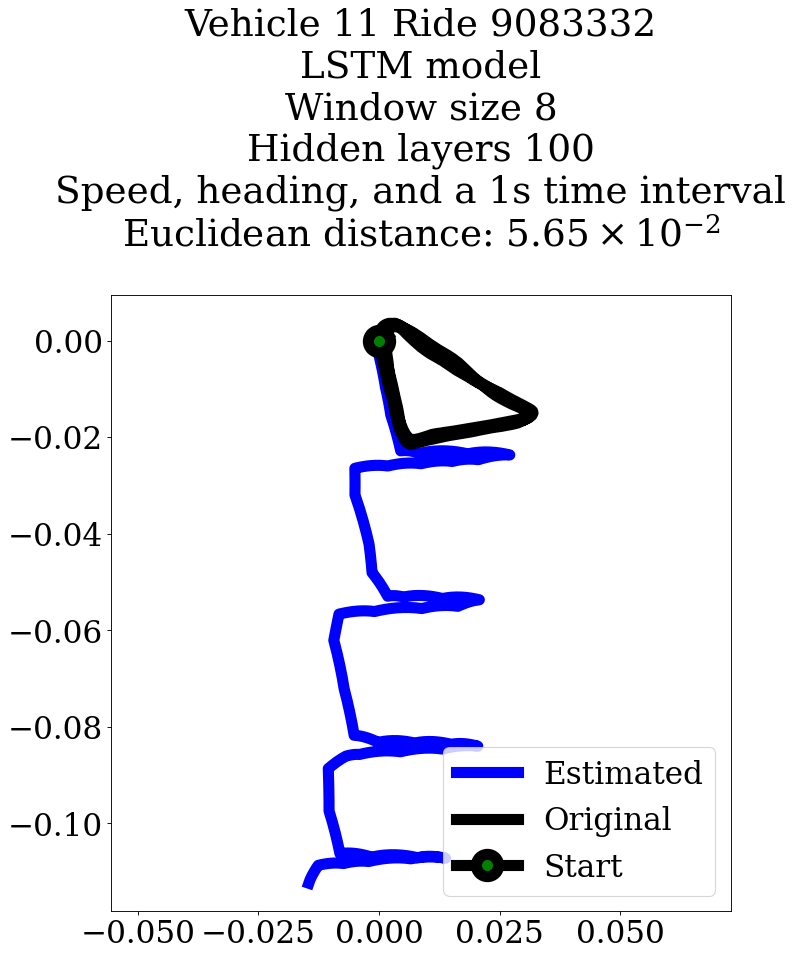 Vehicle 11 Ride 9083332
LSTM model
Window size 8
Hidden layers 100
Speed, heading, and a 1s time interval
Euclidean distance: 5.65 × 10⁻²
0.00
−0.02
−0.04
−0.06
−0.08
−0.10
Estimated
Original
Start
−0.050 −0.025 0.000 0.025 0.050